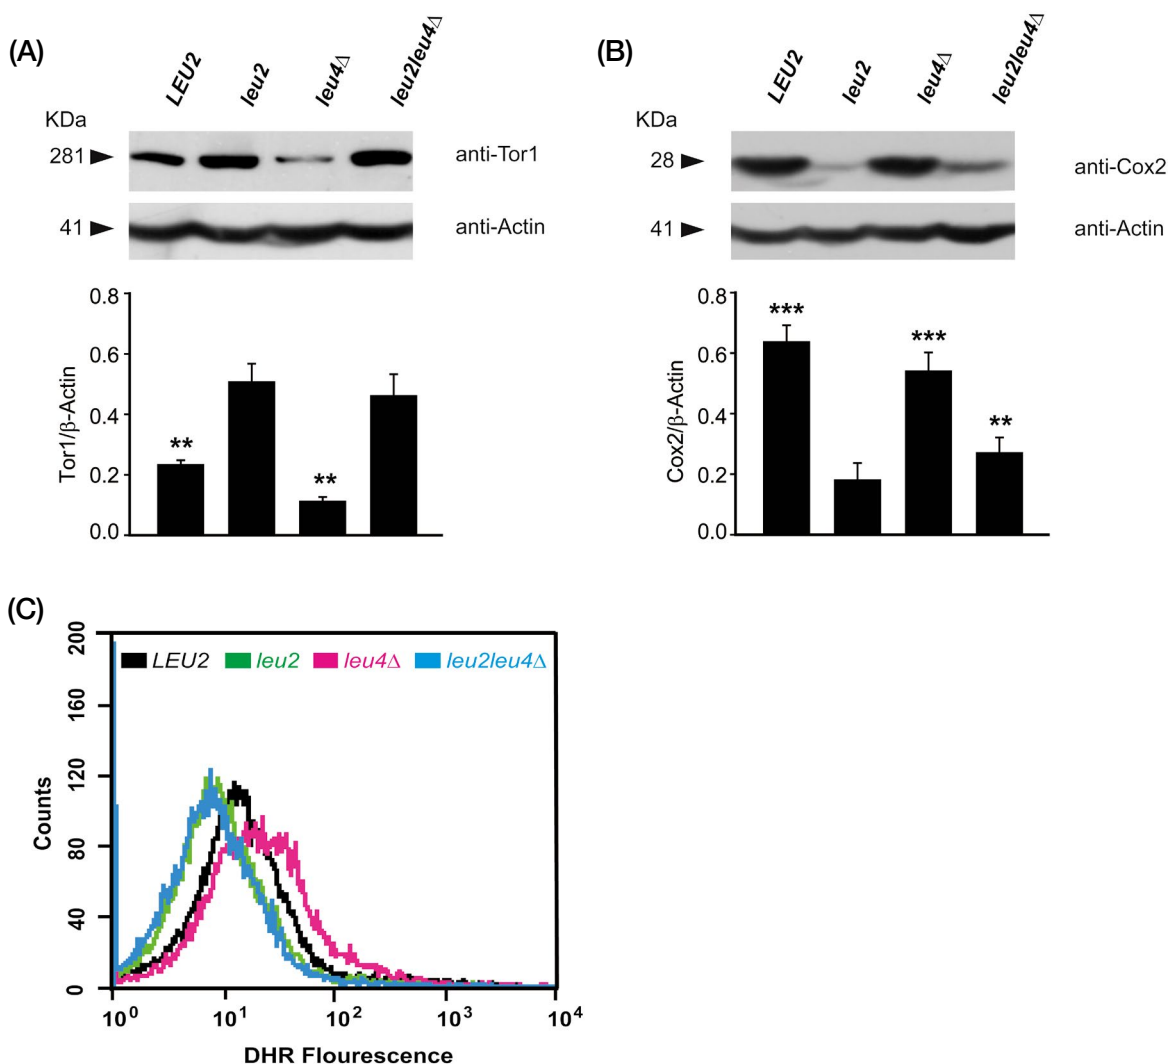 (A)
LEU2 leu2 leu4Δ leu2leu4Δ
KDa
281 anti-Tor1
41 anti-Actin
0.8
0.6
0.4
0.2
0.0
Tor1/β-Actin
** **
(B)
LEU2 leu2 leu4Δ leu2leu4Δ
KDa
28 anti-Cox2
41 anti-Actin
0.8
0.6
0.4
0.2
0.0
Cox2/β-Actin
*** *** **
(C)
LEU2 leu2 leu4Δ leu2leu4Δ
200
160
120
80
40
0
Counts
10⁰ 10¹ 10² 10³ 10⁴
DHR Flourescence